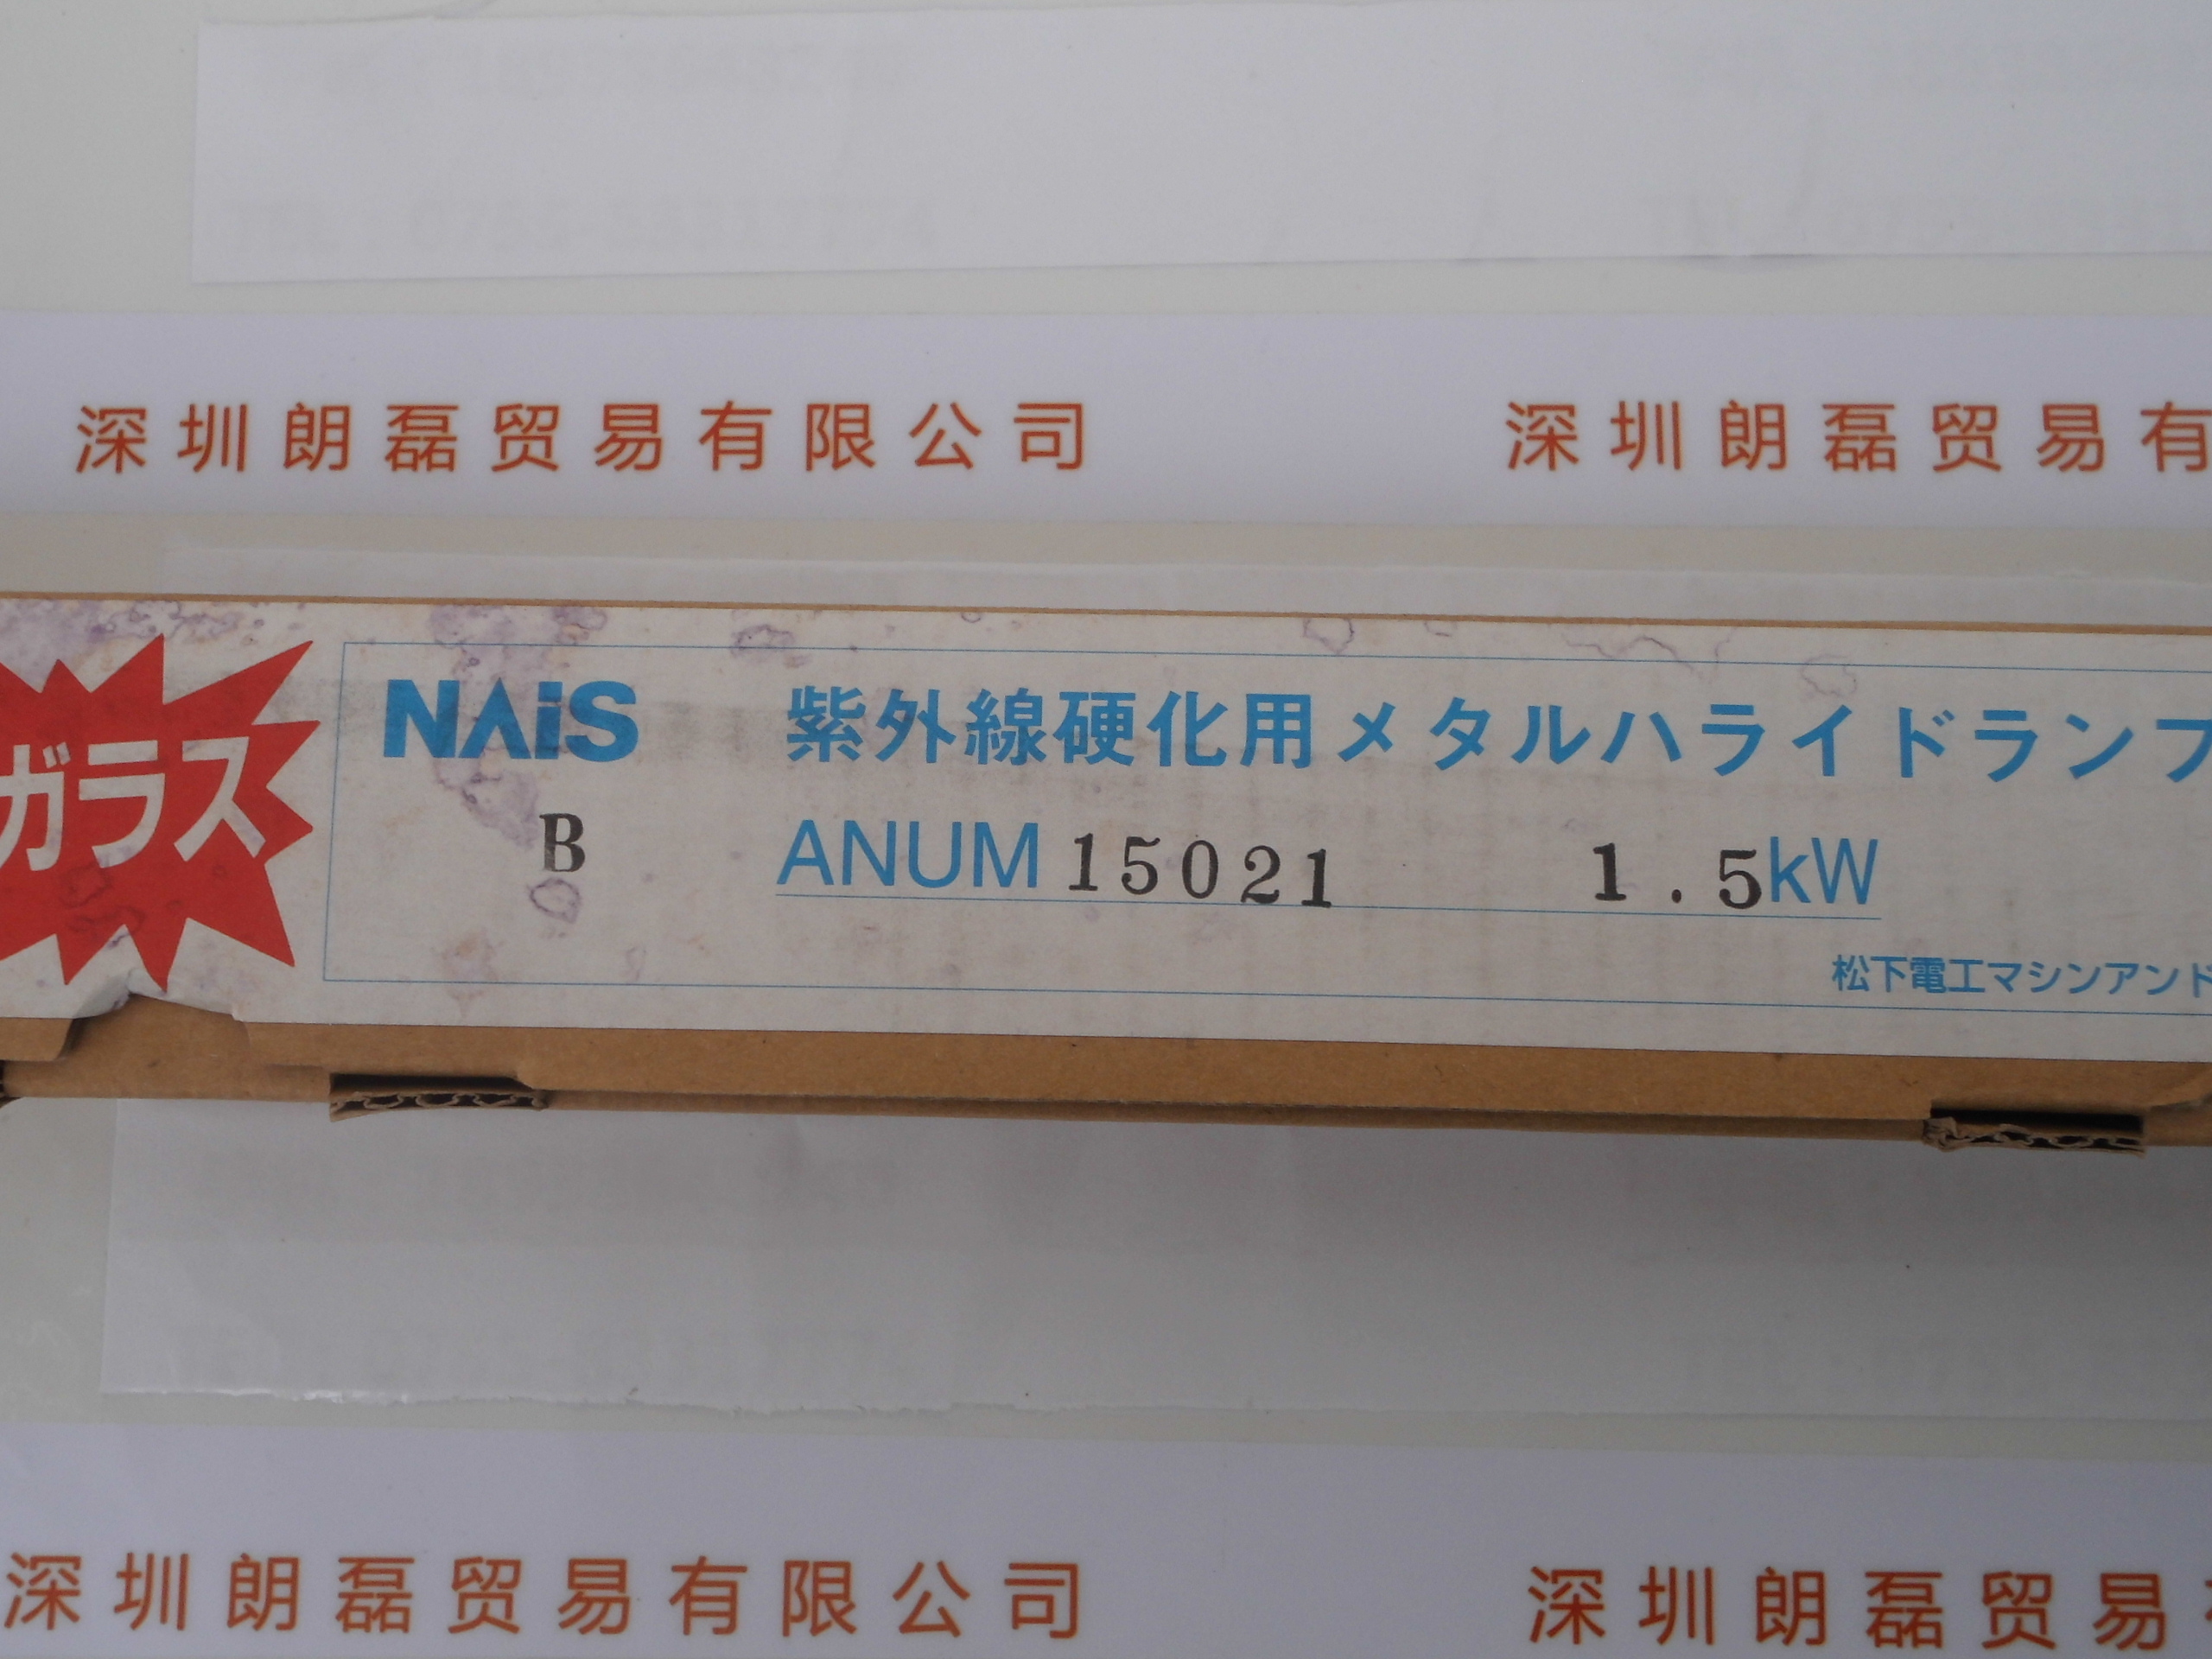 深圳朗磊贸易有限公司 深圳朗磊贸易有
ガラス
NAiS 紫外線硬化用メタルハライドランプ
B ANUM 15021 1.5kW
松下電工マシンアンド
深圳朗磊贸易有限公司 深圳朗磊贸易